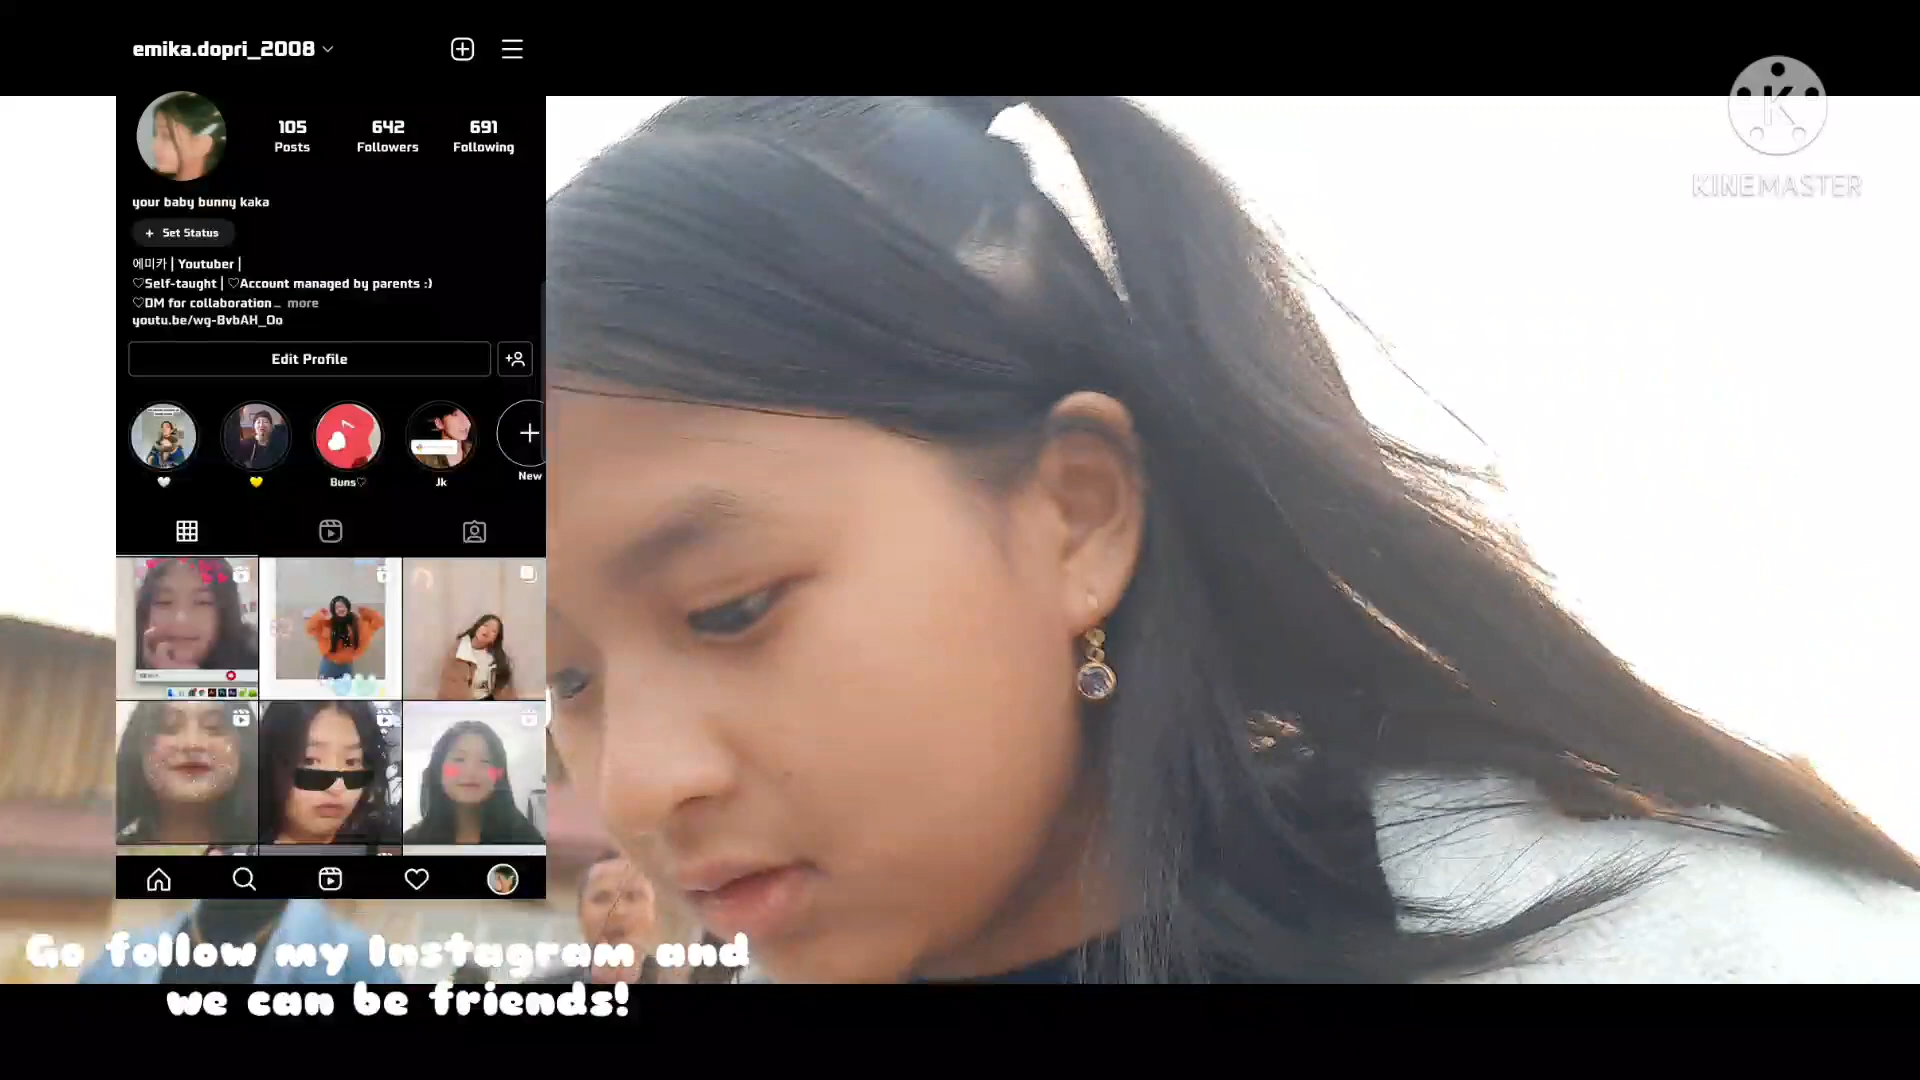 emika.dopri_2008
105
642
691
Posts
Followers
Following
your baby bunny kaka
+ Set Status
에미카 | Youtuber |
♡Self-taught | ♡Account managed by parents :)
♡DM for collaboration... more
youtu.be/wq-BvbAH_Oo
Edit Profile
🤍
💛
Buns♡
Jk
New
K
KINEMASTER
Go follow my Instagram and
we can be friends!